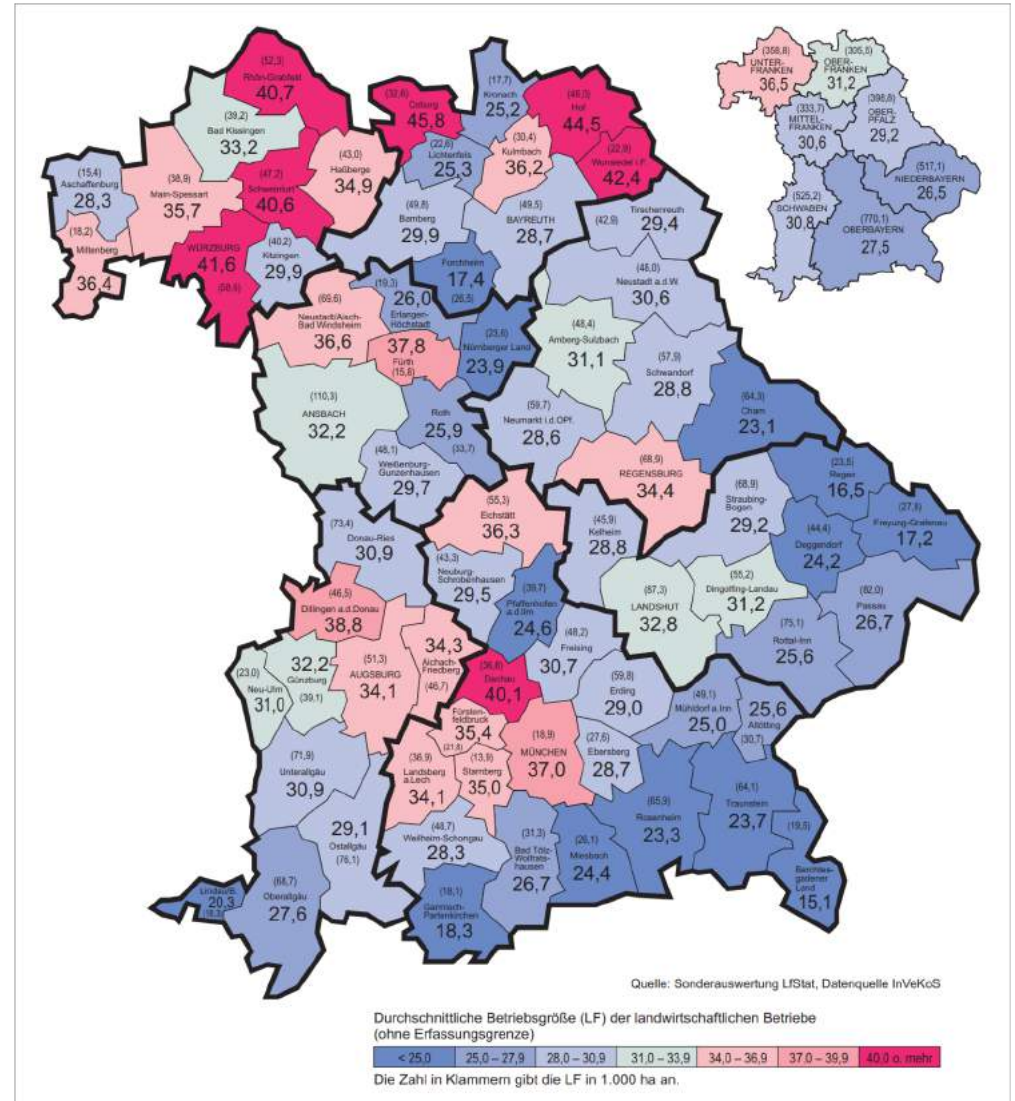 (52,3)
Rhön-Grabfeld
40,7
(39,2)
Bad Kissingen
33,2
(15,4)
Aschaffenburg
28,3
(38,9)
Main-Spessart
35,7
(18,2)
Miltenberg
36,4
(47,2)
Schweinfurt
40,6
(43,0)
Haßberge
34,9
WÜRZBURG
41,6
(40,2)
Kitzingen
29,9
(32,6)
Coburg
45,8
(17,7)
Kronach
25,2
(22,6)
Lichtenfels
25,3
(30,4)
Kulmbach
36,2
Hof
44,5
(22,9)
Wunsiedel i.F.
42,4
(49,8)
Bamberg
29,9
(49,5)
BAYREUTH
28,7
Forchheim
17,4
(26,5)
Tirschenreuth
(42,9)
29,4
Neustadt a.d.W.
30,6
(48,4)
Amberg-Sulzbach
31,1
(57,9)
Schwandorf
28,8
(64,3)
Cham
23,1
(59,7)
Neumarkt i.d.OPf.
28,6
(68,9)
REGENSBURG
34,4
(69,6)
Neustadt/Aisch-
Bad Windsheim
36,6
(19,3)
26,0
Erlangen-
Höchstadt
37,8
Fürth
(15,8)
Nürnberger Land
23,9
(110,3)
ANSBACH
32,2
Roth
25,9
(33,7)
(48,1)
Weißenburg-
Gunzenhausen
29,7
(55,3)
Eichstätt
36,3
(73,4)
Donau-Ries
30,9
(43,3)
Neuburg-
Schrobenhausen
29,5
(39,7)
Pfaffenhofen
a.d.Ilm
24,6
(45,9)
Kelheim
28,8
(68,9)
Straubing-
Bogen
29,2
(23,5)
Regen
16,5
(27,8)
Freyung-Grafenau
17,2
(44,4)
Deggendorf
24,2
(87,3)
LANDSHUT
32,8
(55,2)
Dingolfing-Landau
31,2
(82,0)
Passau
26,7
(75,1)
Rottal-Inn
25,6
(46,5)
Dillingen a.d.Donau
38,8
32,2
Günzburg
(39,1)
(23,0)
Neu-Ulm
31,0
(51,3)
AUGSBURG
34,1
34,3
Aichach-
Friedberg
(46,7)
(36,8)
Dachau
40,1
(48,2)
Freising
30,7
(59,8)
Erding
29,0
(49,1)
Mühldorf a.Inn
25,0
25,6
Altötting
(30,7)
Fürsten-
feldbruck
35,4
(21,8)
(18,9)
MÜNCHEN
37,0
(27,6)
Ebersberg
28,7
(36,9)
Landsberg
a.Lech
34,1
(13,9)
Starnberg
35,0
(71,9)
Unterallgäu
30,9
29,1
Ostallgäu
(76,1)
(48,7)
Weilheim-Schongau
28,3
(31,3)
Bad Tölz-
Wolfrats-
hausen
26,7
(26,1)
Miesbach
24,4
(65,9)
Rosenheim
23,3
(64,1)
Traunstein
23,7
(19,5)
Berchtes-
gadener
Land
15,1
Lindau/B.
20,3
(68,7)
Oberallgäu
27,6
(18,1)
Garmisch-
Partenkirchen
18,3
(358,8)
UNTER-
FRANKEN
36,5
(305,5)
OBER-
FRANKEN
31,2
(333,7)
MITTEL-
FRANKEN
30,6
(398,8)
OBER-
PFALZ
29,2
(517,1)
NIEDERBAYERN
26,5
(525,2)
SCHWABEN
30,8
(770,1)
OBERBAYERN
27,5
Quelle: Sonderauswertung LfStat, Datenquelle InVeKoS
Durchschnittliche Betriebsgröße (LF) der landwirtschaftlichen Betriebe
(ohne Erfassungsgrenze)
< 25,0 25,0 – 27,9 28,0 – 30,9 31,0 – 33,9 34,0 – 36,9 37,0 – 39,9 40,0 o. mehr
Die Zahl in Klammern gibt die LF in 1.000 ha an.